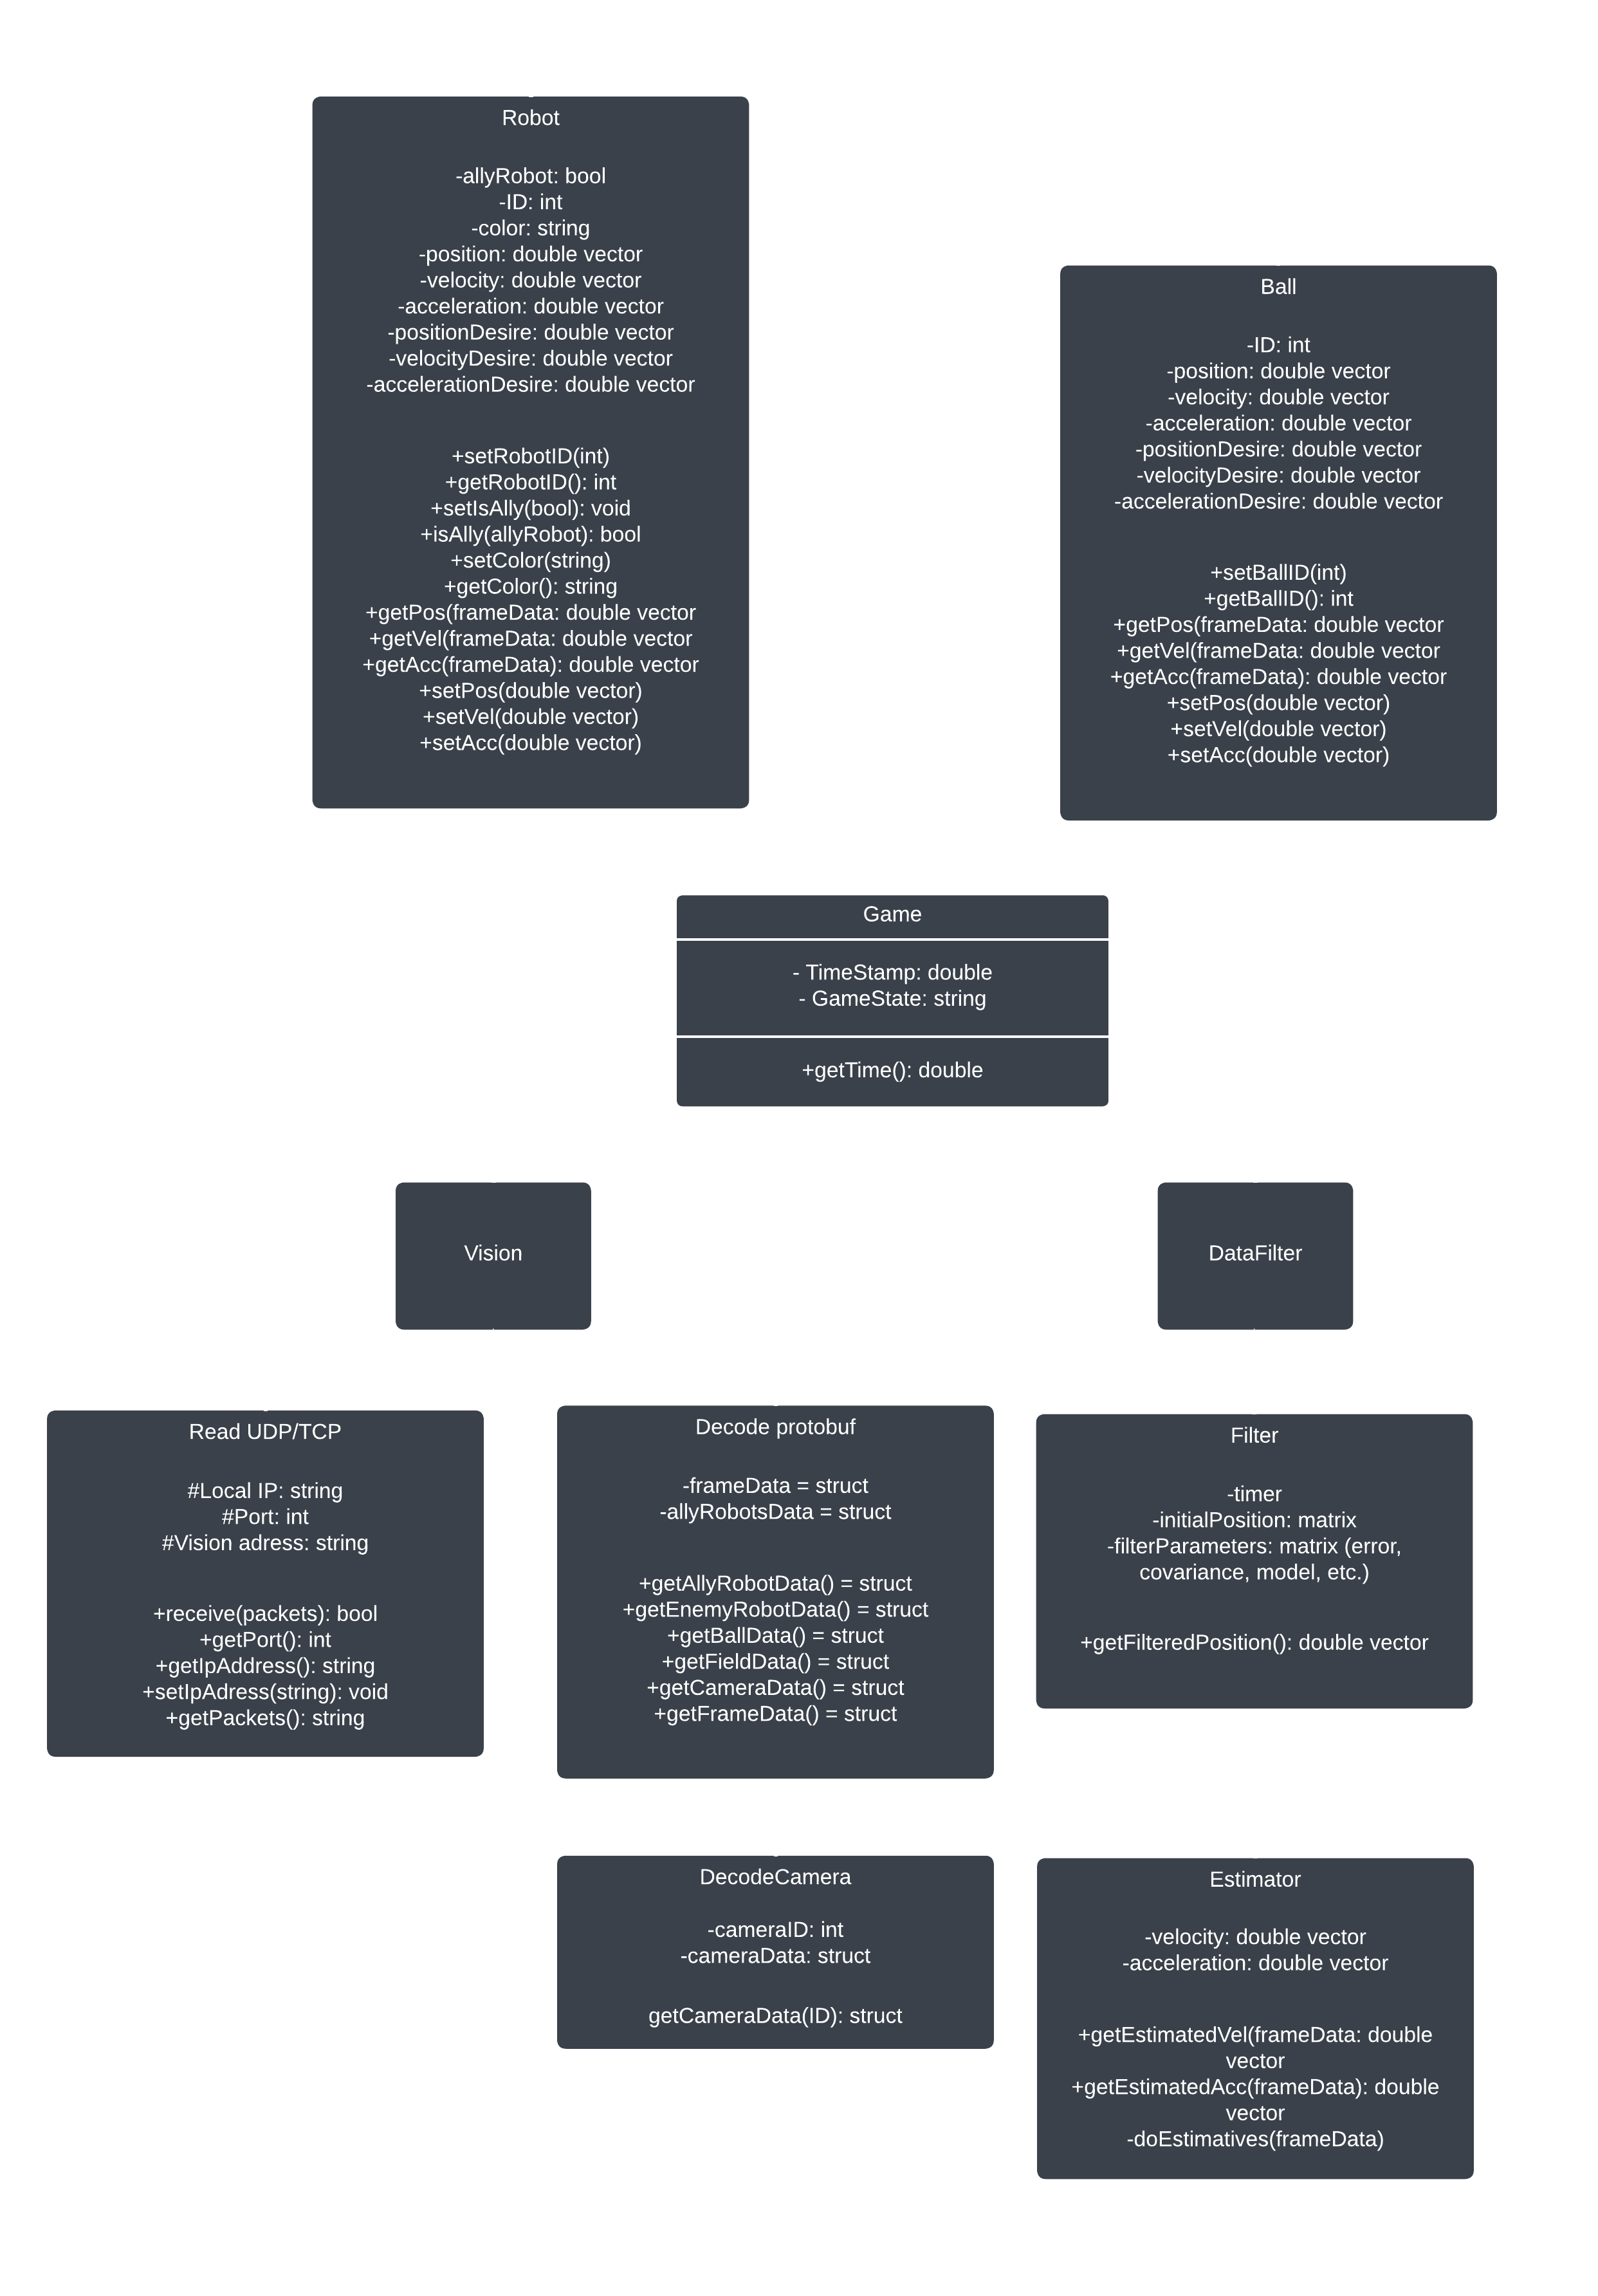 Robot
-allyRobot: bool
-ID: int
-color: string
-position: double vector
-velocity: double vector
-acceleration: double vector
-positionDesire: double vector
-velocityDesire: double vector
-accelerationDesire: double vector
+setRobotID(int)
+getRobotID(): int
+setIsAlly(bool): void
+isAlly(allyRobot): bool
+setColor(string)
+getColor(): string
+getPos(frameData: double vector
+getVel(frameData: double vector
+getAcc(frameData): double vector
+setPos(double vector)
+setVel(double vector)
+setAcc(double vector)
Ball
-ID: int
-position: double vector
-velocity: double vector
-acceleration: double vector
-positionDesire: double vector
-velocityDesire: double vector
-accelerationDesire: double vector
+setBallID(int)
+getBallID(): int
+getPos(frameData: double vector
+getVel(frameData: double vector
+getAcc(frameData): double vector
+setPos(double vector)
+setVel(double vector)
+setAcc(double vector)
Game
- TimeStamp: double
- GameState: string
+getTime(): double
Vision
DataFilter
Read UDP/TCP
#Local IP: string
#Port: int
#Vision adress: string
+receive(packets): bool
+getPort(): int
+getIpAddress(): string
+setIpAdress(string): void
+getPackets(): string
Decode protobuf
-frameData = struct
-allyRobotsData = struct
+getAllyRobotData() = struct
+getEnemyRobotData() = struct
+getBallData() = struct
+getFieldData() = struct
+getCameraData() = struct
+getFrameData() = struct
Filter
-timer
-initialPosition: matrix
-filterParameters: matrix (error,
covariance, model, etc.)
+getFilteredPosition(): double vector
DecodeCamera
-cameraID: int
-cameraData: struct
getCameraData(ID): struct
Estimator
-velocity: double vector
-acceleration: double vector
+getEstimatedVel(frameData: double
vector
+getEstimatedAcc(frameData): double
vector
-doEstimatives(frameData)